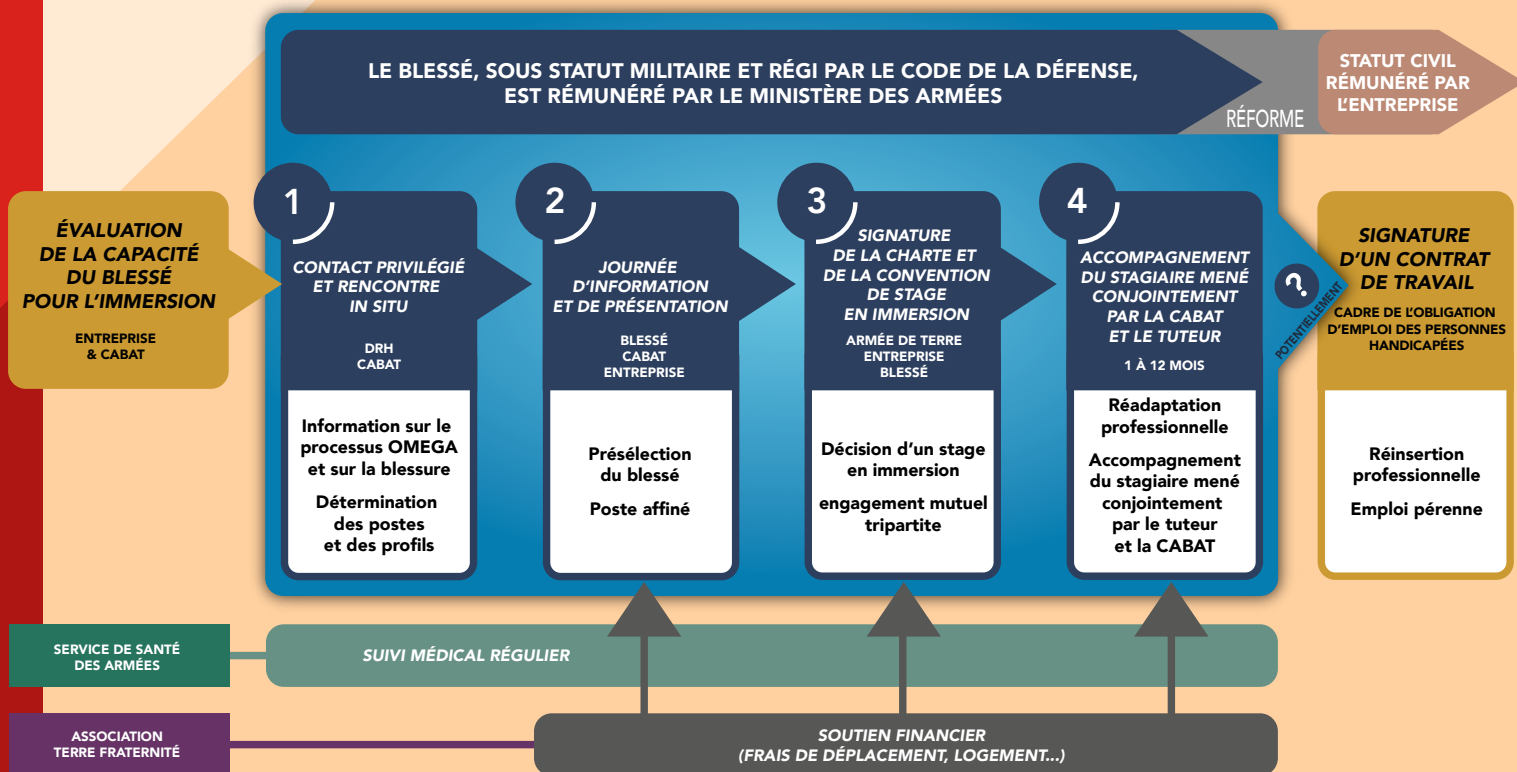 LE BLESSÉ, SOUS STATUT MILITAIRE ET RÉGI PAR LE CODE DE LA DÉFENSE,
EST RÉMUNÉRÉ PAR LE MINISTÈRE DES ARMÉES
RÉFORME
STATUT CIVIL
RÉMUNÉRÉ PAR
L'ENTREPRISE
ÉVALUATION
DE LA CAPACITÉ
DU BLESSÉ
POUR L'IMMERSION
ENTREPRISE
& CABAT
1
CONTACT PRIVILÉGIÉ
ET RENCONTRE
IN SITU
DRH
CABAT
Information sur le
processus OMEGA
et sur la blessure
Détermination
des postes
et des profils
2
JOURNÉE
D'INFORMATION
ET DE PRÉSENTATION
BLESSÉ
CABAT
ENTREPRISE
Présélection
du blessé
Poste affiné
3
SIGNATURE
DE LA CHARTE ET
DE LA CONVENTION
DE STAGE
EN IMMERSION
ARMÉE DE TERRE
ENTREPRISE
BLESSÉ
Décision d'un stage
en immersion
engagement mutuel
tripartite
4
ACCOMPAGNEMENT
DU STAGIAIRE MENÉ
CONJOINTEMENT
PAR LA CABAT
ET LE TUTEUR
1 À 12 MOIS
Réadaptation
professionnelle
Accompagnement
du stagiaire mené
conjointement
par le tuteur
et la CABAT
?
POTENTIELLEMENT
SIGNATURE
D'UN CONTRAT
DE TRAVAIL
CADRE DE L'OBLIGATION
D'EMPLOI DES PERSONNES
HANDICAPÉES
Réinsertion
professionnelle
Emploi pérenne
SERVICE DE SANTÉ
DES ARMÉES
SUIVI MÉDICAL RÉGULIER
ASSOCIATION
TERRE FRATERNITÉ
SOUTIEN FINANCIER
(FRAIS DE DÉPLACEMENT, LOGEMENT...)